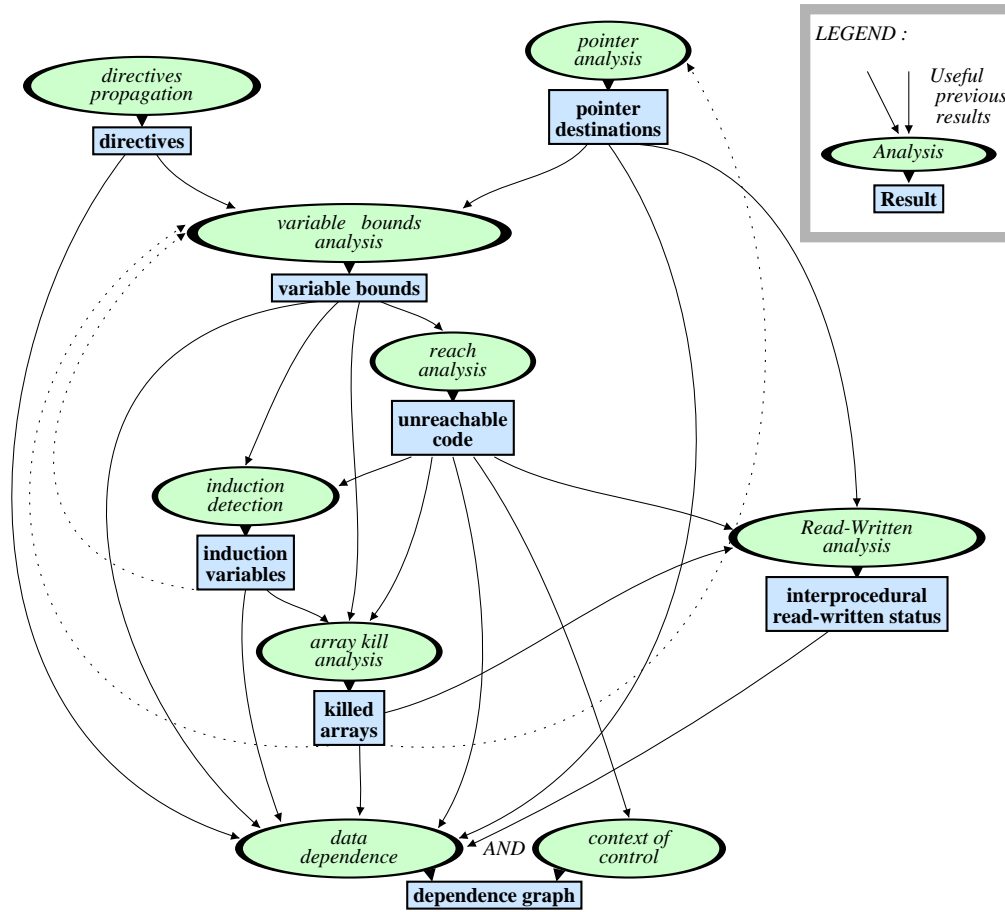 pointer
analysis
LEGEND :
directives
propagation
Useful
previous
results
pointer
destinations
directives
Analysis
Result
variable bounds
analysis
variable bounds
reach
analysis
unreachable
code
induction
detection
Read-Written
analysis
induction
variables
interprocedural
read-written status
array kill
analysis
killed
arrays
data
dependence
AND
context of
control
dependence graph